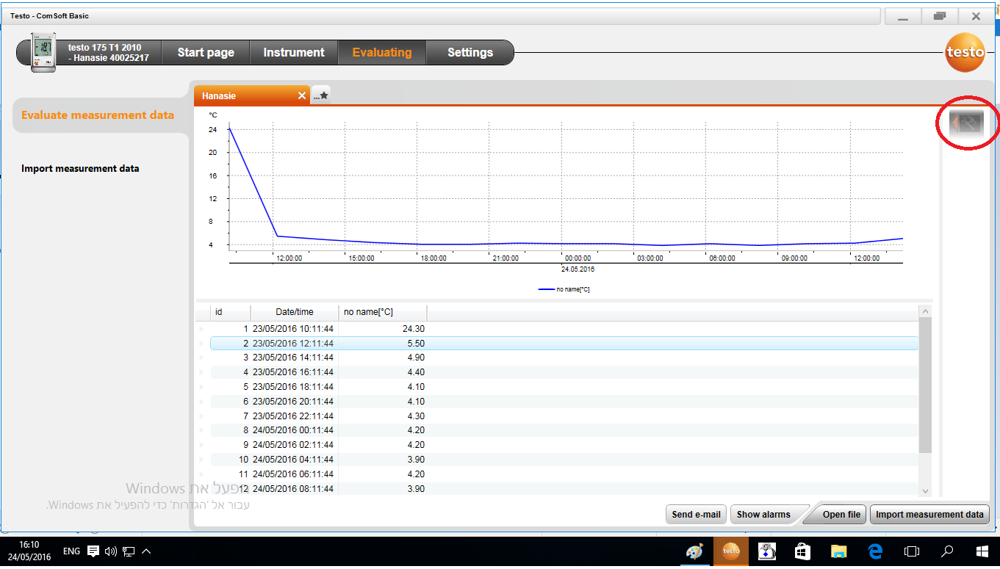 Testo - ComSoft Basic
testo 175 T1 2010
- Hanasie 40025217
Start page
Instrument
Evaluating
Settings
testo
Evaluate measurement data
Import measurement data
Hanasie
...★
°C
24
20
16
12
8
4
12:00:00 15:00:00 18:00:00 21:00:00 00:00:00 03:00:00 06:00:00 09:00:00 12:00:00
24.05.2016
no name[°C]
id Date/time no name[°C]
1 23/05/2016 10:11:44 24.30
2 23/05/2016 12:11:44 5.50
3 23/05/2016 14:11:44 4.90
4 23/05/2016 16:11:44 4.40
5 23/05/2016 18:11:44 4.10
6 23/05/2016 20:11:44 4.10
7 23/05/2016 22:11:44 4.30
8 24/05/2016 00:11:44 4.20
9 24/05/2016 02:11:44 4.20
10 24/05/2016 04:11:44 3.90
11 24/05/2016 06:11:44 4.20
12 24/05/2016 08:11:44 3.90
הפעל את Windows
עבור אל 'הגדרות' כדי להפעיל את Windows.
Send e-mail
Show alarms
Open file
Import measurement data
16:10
24/05/2016
ENG
testo